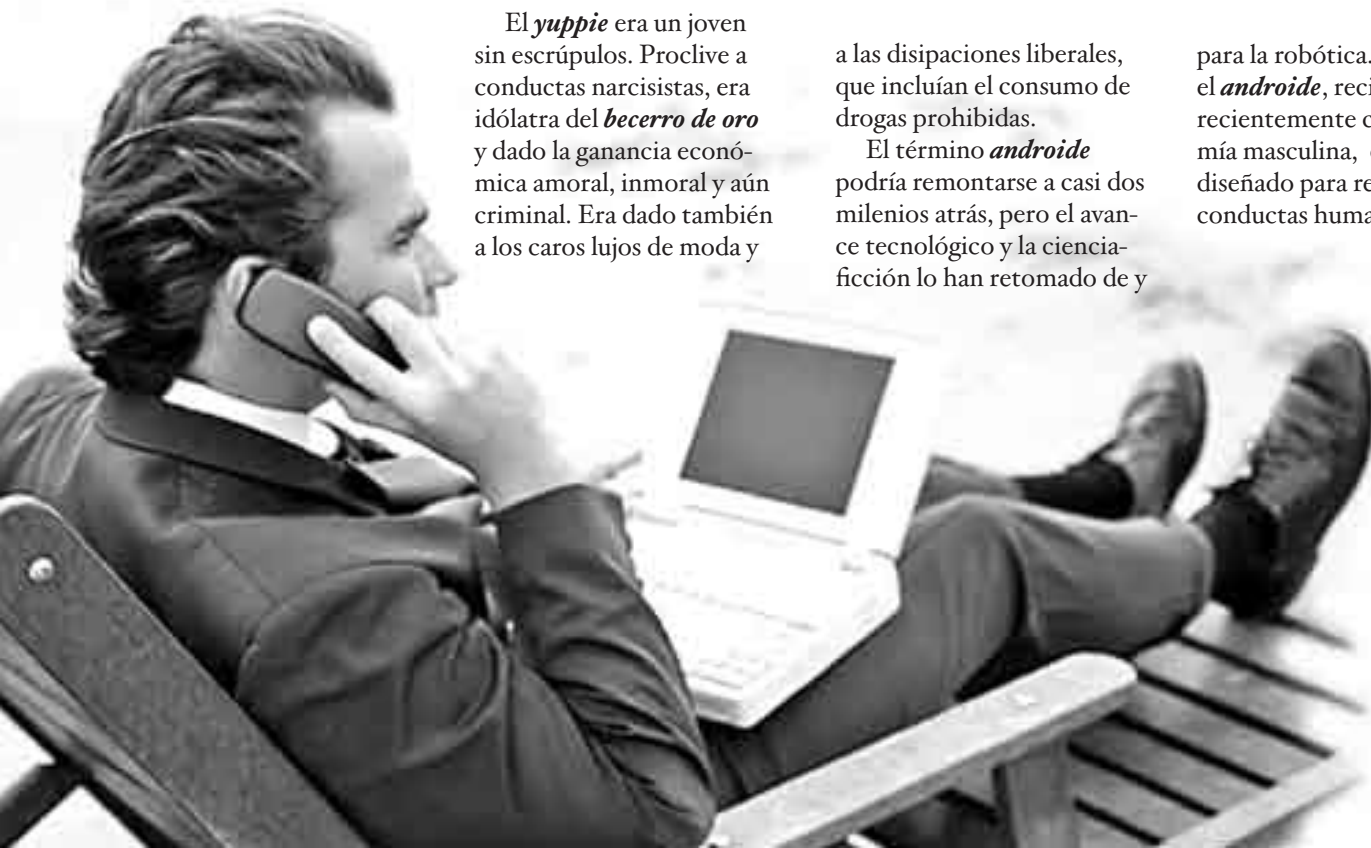 El yuppie era un joven
sin escrúpulos. Proclive a
conductas narcisistas, era
idólatra del becerro de oro
y dado la ganancia econó-
mica amoral, inmoral y aún
criminal. Era dado también
a los caros lujos de moda y
a las disipaciones liberales,
que incluían el consumo de
drogas prohibidas.
El término androide
podría remontarse a casi dos
milenios atrás, pero el avan-
ce tecnológico y la ciencia-
ficción lo han retomado de y
para la robótica.
el androide,
recientemente
mía masculina,
diseñado para
conductas